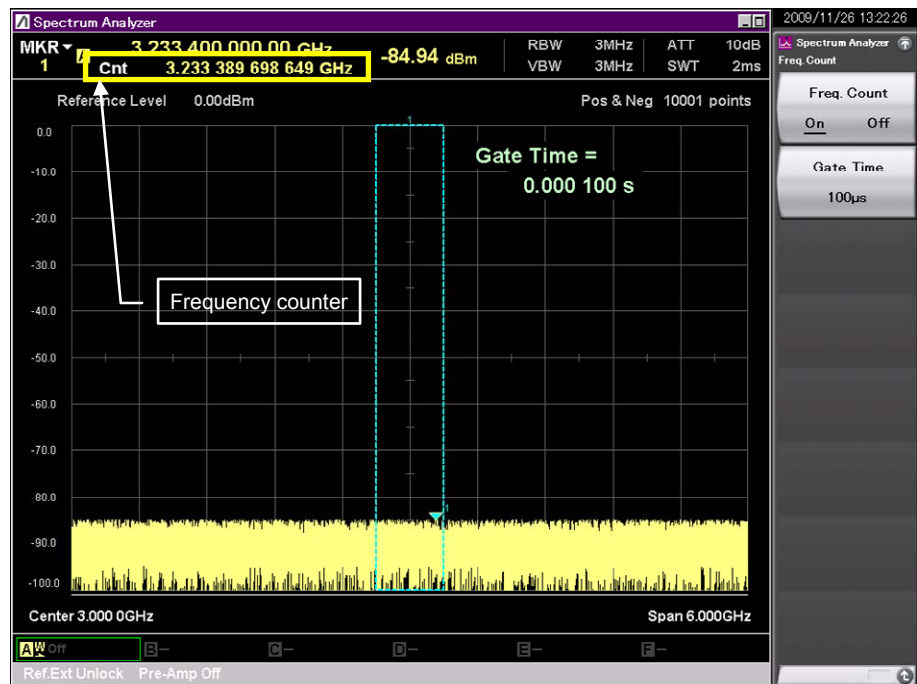 Spectrum Analyzer
2009/11/26 13:22:26
MKR 1 A 3.233 400 000 00 GHz
Cnt 3.233 389 698 649 GHz
-84.94 dBm
RBW 3MHz ATT 10dB
VBW 3MHz SWT 2ms
Spectrum Analyzer
Freq. Count
Reference Level 0.00dBm
Pos & Neg 10001 points
Freq. Count
On Off
Gate Time
100µs
1
Gate Time =
0.000 100 s
0.0
-10.0
-20.0
-30.0
Frequency counter
-40.0
-50.0
-60.0
-70.0
-80.0
1
-90.0
-100.0
Center 3.000 0GHz
Span 6.000GHz
A W Off B- C- D- E- F-
Ref.Ext Unlock Pre-Amp Off